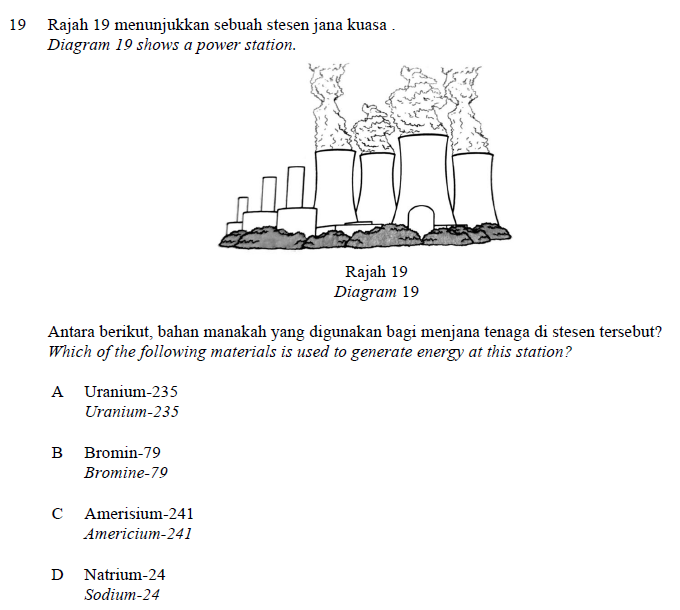 19 Rajah 19 menunjukkan sebuah stesen jana kuasa .
Diagram 19 shows a power station.
Rajah 19
Diagram 19
Antara berikut, bahan manakah yang digunakan bagi menjana tenaga di stesen tersebut?
Which of the following materials is used to generate energy at this station?
A Uranium-235
Uranium-235
B Bromin-79
Bromine-79
C Amerisium-241
Americium-241
D Natrium-24
Sodium-24